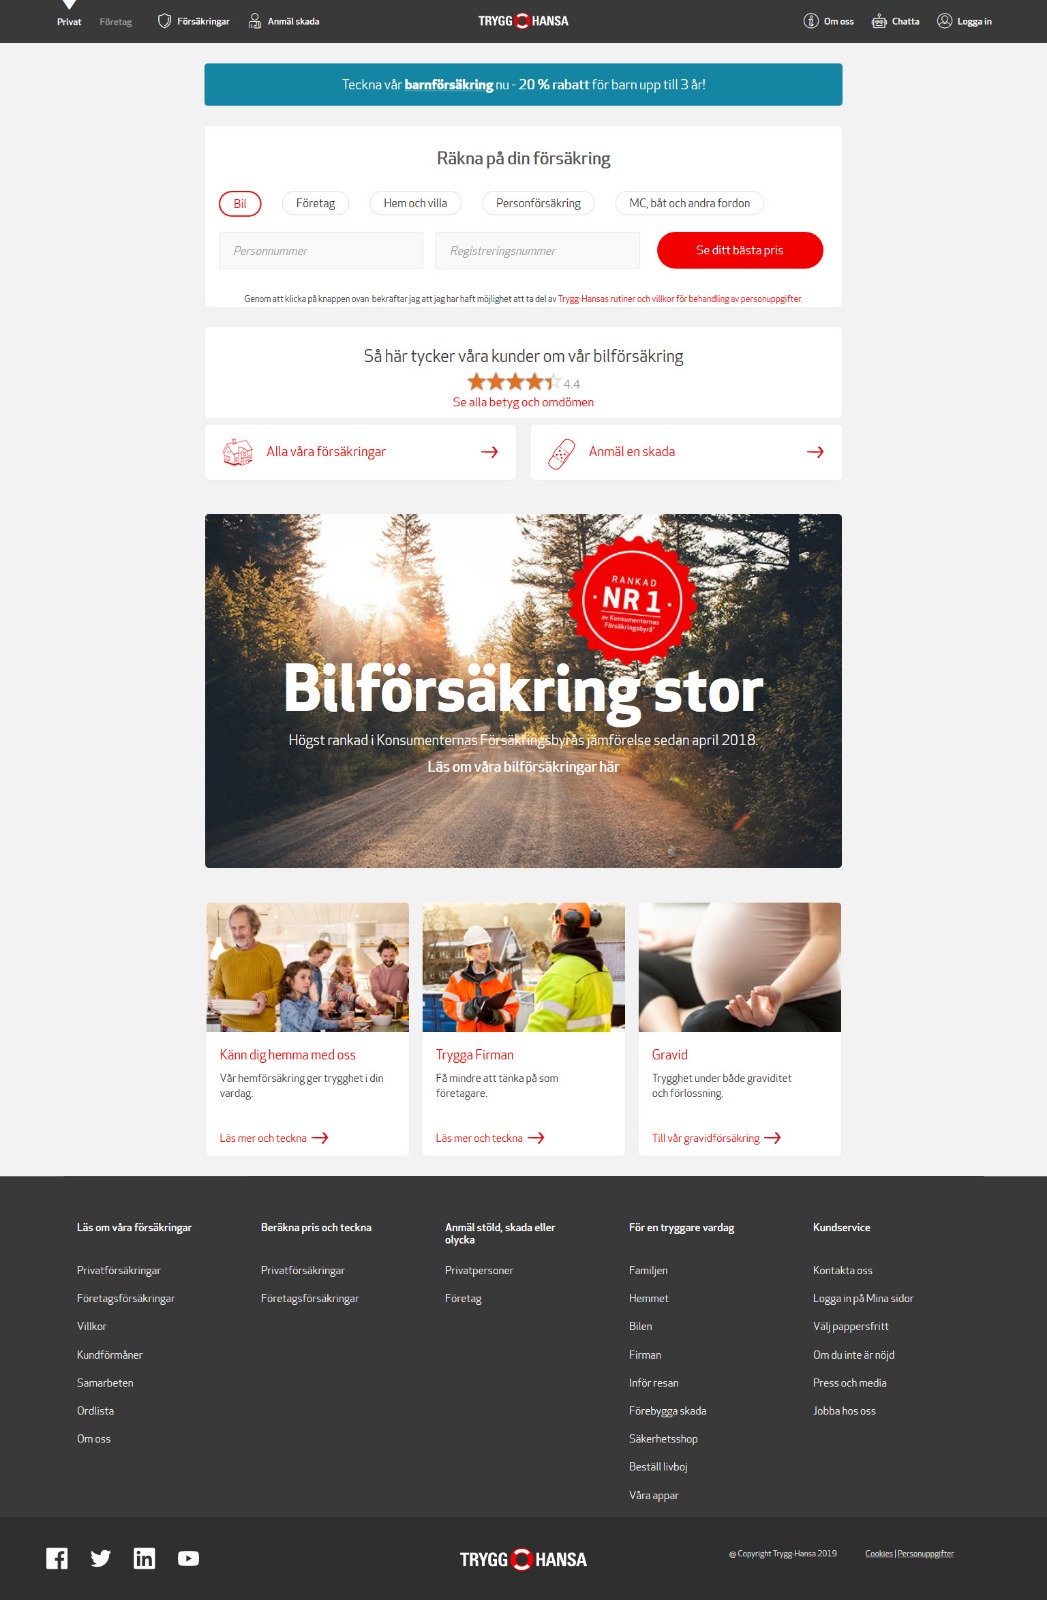 Privat
Företag
Försäkringar
Anmäl skada
TRYGG HANSA
Om oss
Chatta
Logga in
Teckna vår barnförsäkring nu - 20 % rabatt för barn upp till 3 år!
Räkna på din försäkring
Bil
Företag
Hem och villa
Personförsäkring
MC, båt och andra fordon
Personnummer
Registreringsnummer
Se ditt bästa pris
Genom att klicka på knappen ovan bekräftar jag att jag har haft möjlighet att ta del av Trygg-Hansas rutiner och villkor för behandling av personuppgifter.
Så här tycker våra kunder om vår bilförsäkring
4.4
Se alla betyg och omdömen
Alla våra försäkringar
Anmäl en skada
RANKAD
NR 1
av Konsumenternas
Försäkringsbyrå*
Bilförsäkring stor
Högst rankad i Konsumenternas Försäkringsbyrås jämförelse sedan april 2018.
Läs om våra bilförsäkringar här
Känn dig hemma med oss
Vår hemförsäkring ger trygghet i din
vardag.
Läs mer och teckna
Trygga Firman
Få mindre att tänka på som
företagare.
Läs mer och teckna
Gravid
Trygghet under både graviditet
och förlossning.
Till vår gravidförsäkring
Läs om våra försäkringar
Privatförsäkringar
Företagsförsäkringar
Villkor
Kundförmåner
Samarbeten
Ordlista
Om oss
Beräkna pris och teckna
Privatförsäkringar
Företagsförsäkringar
Anmäl stöld, skada eller
olycka
Privatpersoner
Företag
För en tryggare vardag
Familjen
Hemmet
Bilen
Firman
Inför resan
Förebygga skada
Säkerhetsshop
Beställ livboj
Våra appar
Kundservice
Kontakta oss
Logga in på Mina sidor
Välj pappersfritt
Om du inte är nöjd
Press och media
Jobba hos oss
TRYGG HANSA
@ Copyright Trygg-Hansa 2019
Cookies | Personuppgifter